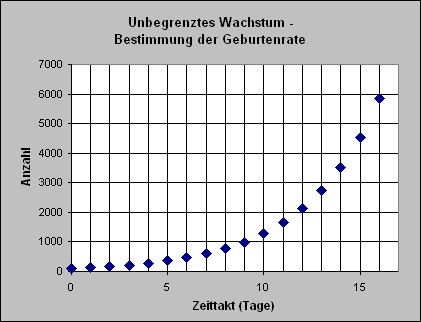 Unbegrenztes Wachstum -
Bestimmung der Geburtenrate
7000
6000
5000
4000
3000
2000
1000
0
Anzahl
0 5 10 15
Zeittakt (Tage)